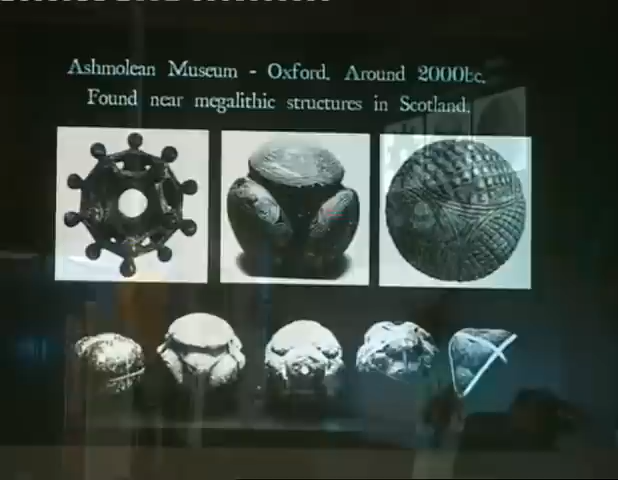 Ashmolean Museum - Oxford. Around 2000bc.
Found near megalithic structures in Scotland.